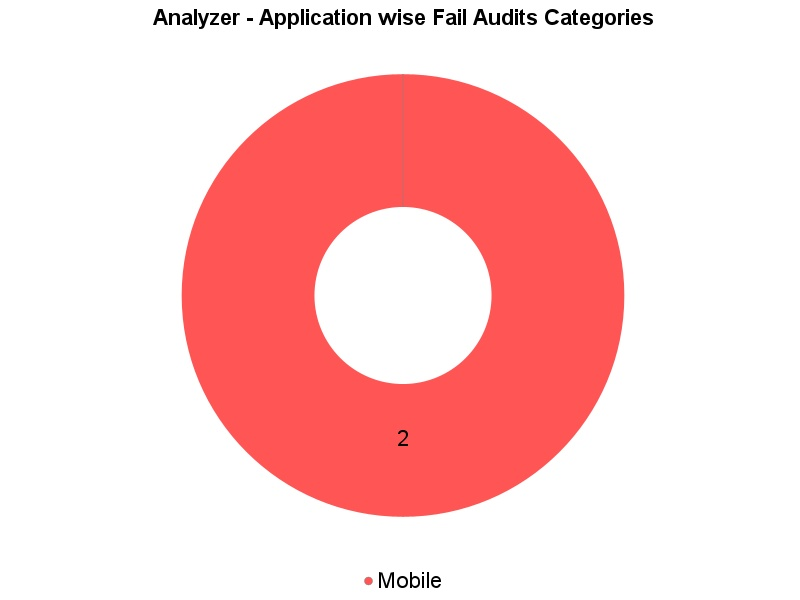 Analyzer - Application wise Fail Audits Categories
2
Mobile